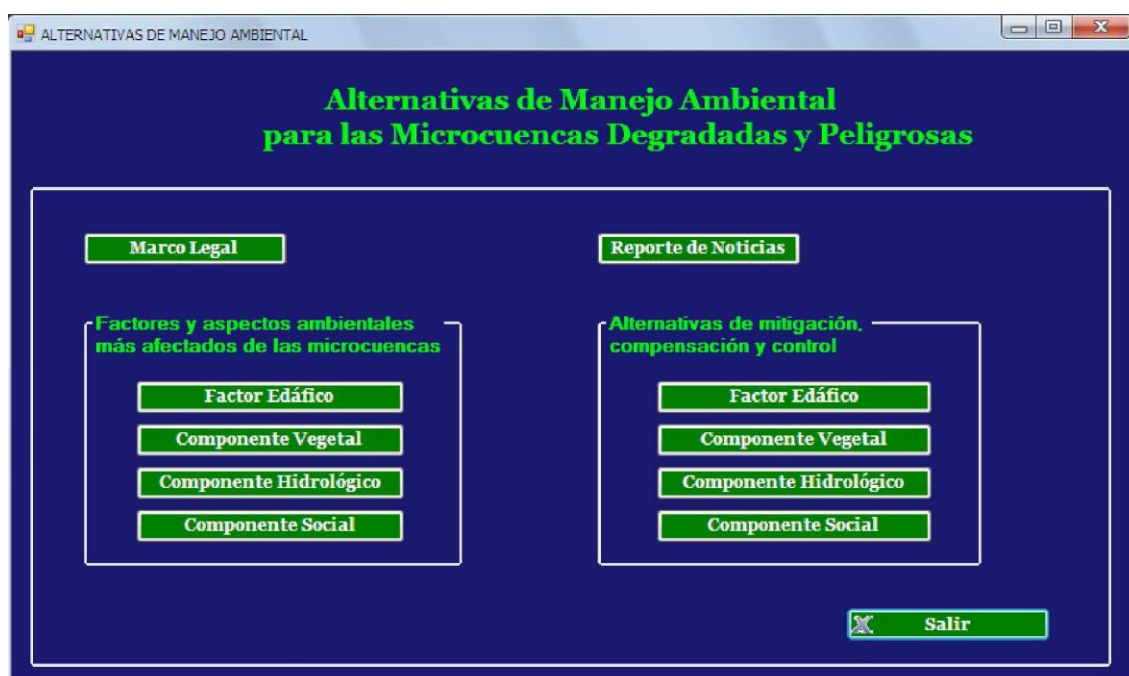 ALTERNATIVAS DE MANEJO AMBIENTAL
Alternativas de Manejo Ambiental
para las Microcuencas Degradadas y Peligrosas
Marco Legal
Reporte de Noticias
Factores y aspectos ambientales
más afectados de las microcuencas
Factor Edáfico
Componente Vegetal
Componente Hidrológico
Componente Social
Alternativas de mitigación,
compensación y control
Factor Edáfico
Componente Vegetal
Componente Hidrológico
Componente Social
Salir